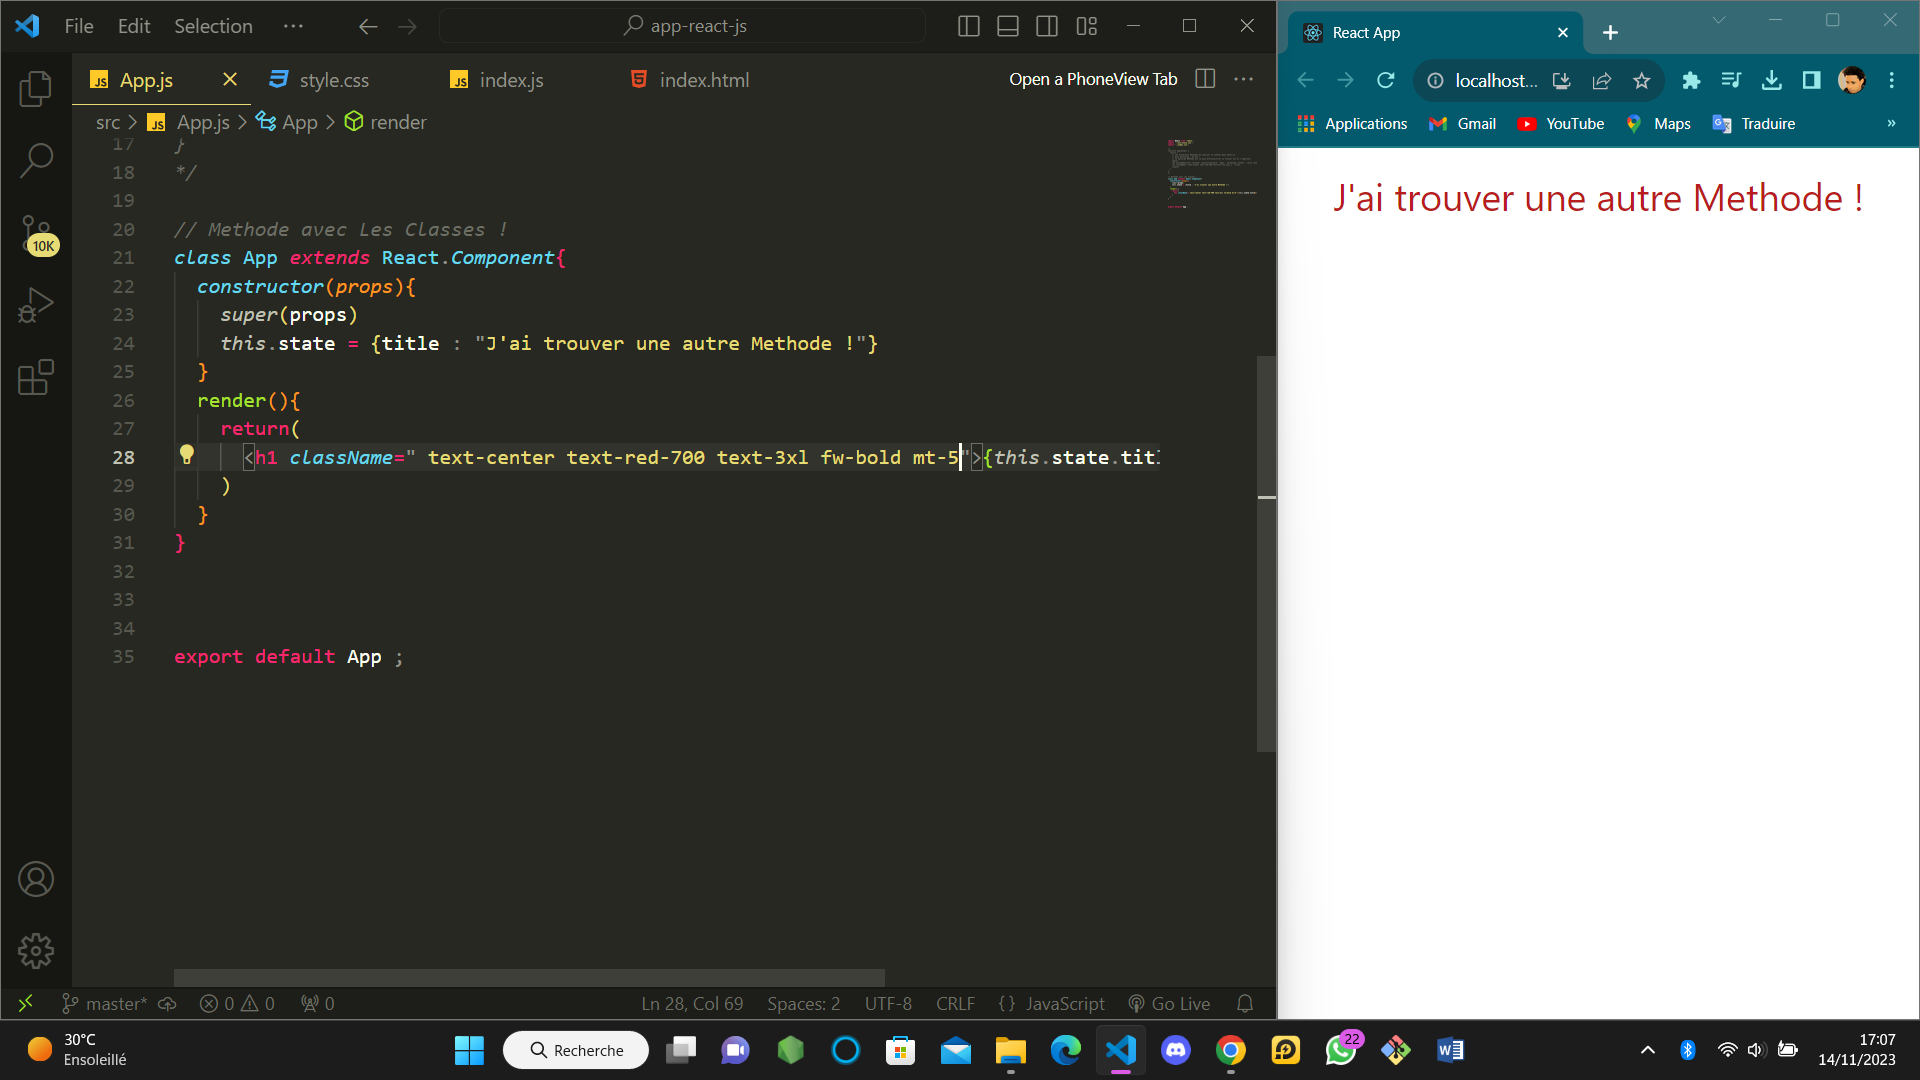 File Edit Selection ··· app-react-js
App.js style.css index.js index.html Open a PhoneView Tab ···
src > App.js > App > render
17 }
18 */
19
20 // Methode avec Les Classes !
21 class App extends React.Component{
22 constructor(props){
23 super(props)
24 this.state = {title : "J'ai trouver une autre Methode !"}
25 }
26 render(){
27 return(
28 <h1 className=" text-center text-red-700 text-3xl fw-bold mt-5">{this.state.titl
29 )
30 }
31 }
32
33
34
35 export default App ;
10K
master* 0 0 0 Ln 28, Col 69 Spaces: 2 UTF-8 CRLF {} JavaScript Go Live
React App
localhost...
Applications Gmail YouTube Maps Traduire »
J'ai trouver une autre Methode !
30°C
Ensoleillé
Recherche
22
17:07
14/11/2023